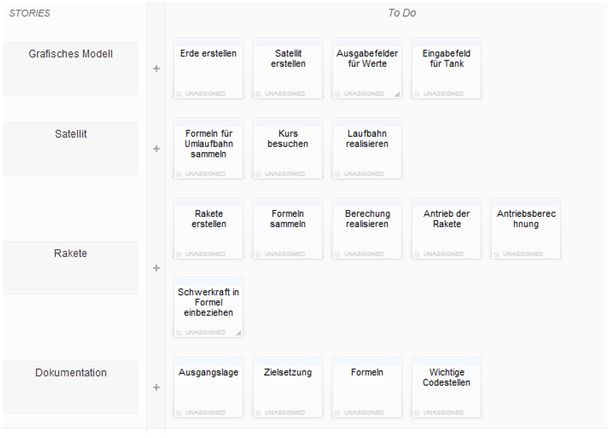 STORIES
To Do
Grafisches Modell
+
Erde erstellen
UNASSIGNED
Satellit
erstellen
UNASSIGNED
Ausgabefelder
für Werte
UNASSIGNED
Eingabefeld
für Tank
UNASSIGNED
Satellit
+
Formeln für
Umlaufbahn
sammeln
UNASSIGNED
Kurs
besuchen
UNASSIGNED
Laufbahn
realisieren
UNASSIGNED
Rakete
+
Rakete
erstellen
UNASSIGNED
Formeln
sammeln
UNASSIGNED
Berechung
realisieren
UNASSIGNED
Antrieb der
Rakete
UNASSIGNED
Antriebsberec
hnung
UNASSIGNED
Schwerkraft in
Formel
einbeziehen
UNASSIGNED
Dokumentation
+
Ausgangslage
UNASSIGNED
Zielsetzung
UNASSIGNED
Formeln
UNASSIGNED
Wichtige
Codestellen
UNASSIGNED